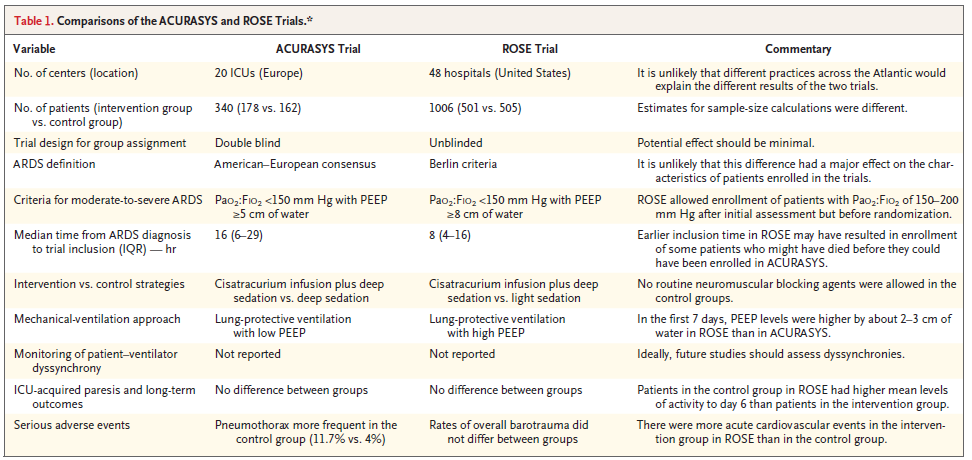 Table 1. Comparisons of the ACURASYS and ROSE Trials.*
Variable ACURASYS Trial ROSE Trial Commentary
No. of centers (location) 20 ICUs (Europe) 48 hospitals (United States) It is unlikely that different practices across the Atlantic would
explain the different results of the two trials.
No. of patients (intervention group 340 (178 vs. 162) 1006 (501 vs. 505) Estimates for sample-size calculations were different.
vs. control group)
Trial design for group assignment Double blind Unblinded Potential effect should be minimal.
ARDS definition American–European consensus Berlin criteria It is unlikely that this difference had a major effect on the char-
acteristics of patients enrolled in the trials.
Criteria for moderate-to-severe ARDS Pao₂:Fio₂ <150 mm Hg with PEEP Pao₂:Fio₂ <150 mm Hg with PEEP ROSE allowed enrollment of patients with Pao₂:Fio₂ of 150–200
≥5 cm of water ≥8 cm of water mm Hg after initial assessment but before randomization.
Median time from ARDS diagnosis 16 (6–29) 8 (4–16) Earlier inclusion time in ROSE may have resulted in enrollment
to trial inclusion (IQR) — hr of some patients who might have died before they could
have been enrolled in ACURASYS.
Intervention vs. control strategies Cisatracurium infusion plus deep Cisatracurium infusion plus deep No routine neuromuscular blocking agents were allowed in the
sedation vs. deep sedation sedation vs. light sedation control groups.
Mechanical-ventilation approach Lung-protective ventilation Lung-protective ventilation In the first 7 days, PEEP levels were higher by about 2–3 cm of
with low PEEP with high PEEP water in ROSE than in ACURASYS.
Monitoring of patient–ventilator Not reported Not reported Ideally, future studies should assess dyssynchronies.
dyssynchrony
ICU-acquired paresis and long-term No difference between groups No difference between groups Patients in the control group in ROSE had higher mean levels
outcomes of activity to day 6 than patients in the intervention group.
Serious adverse events Pneumothorax more frequent in the Rates of overall barotrauma did There were more acute cardiovascular events in the interven-
control group (11.7% vs. 4%) not differ between groups tion group in ROSE than in the control group.